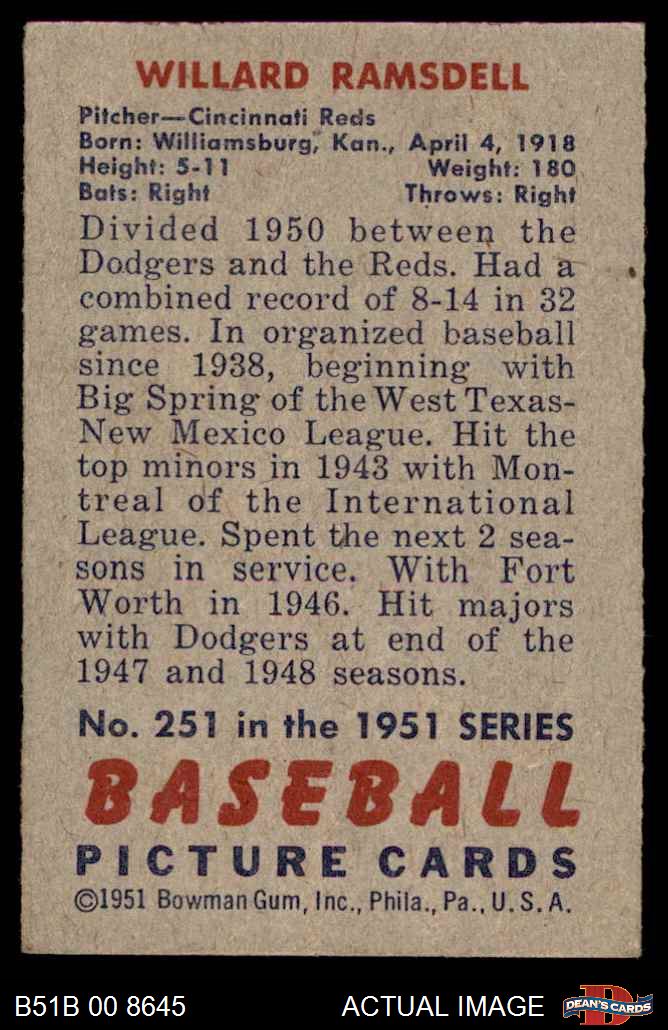 WILLARD RAMSDELL
Pitcher—Cincinnati Reds
Born: Williamsburg, Kan., April 4, 1918
Height: 5-11 Weight: 180
Bats: Right Throws: Right
Divided 1950 between the
Dodgers and the Reds. Had a
combined record of 8-14 in 32
games. In organized baseball
since 1938, beginning with
Big Spring of the West Texas-
New Mexico League. Hit the
top minors in 1943 with Mon-
treal of the International
League. Spent the next 2 sea-
sons in service. With Fort
Worth in 1946. Hit majors
with Dodgers at end of the
1947 and 1948 seasons.
No. 251 in the 1951 SERIES
BASEBALL
PICTURE CARDS
©1951 Bowman Gum, Inc., Phila., Pa., U.S.A.
B51B 00 8645 ACTUAL IMAGE D DEAN'S CARDS